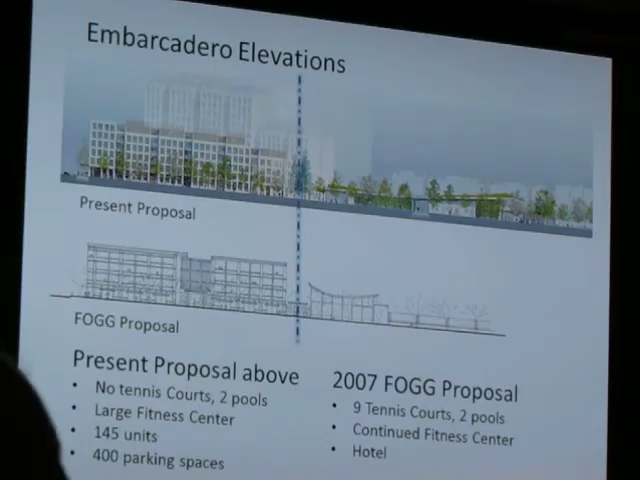 Embarcadero Elevations
Present Proposal
FOGG Proposal
Present Proposal above
• No tennis Courts, 2 pools
• Large Fitness Center
• 145 units
• 400 parking spaces
2007 FOGG Proposal
• 9 Tennis Courts, 2 pools
• Continued Fitness Center
• Hotel